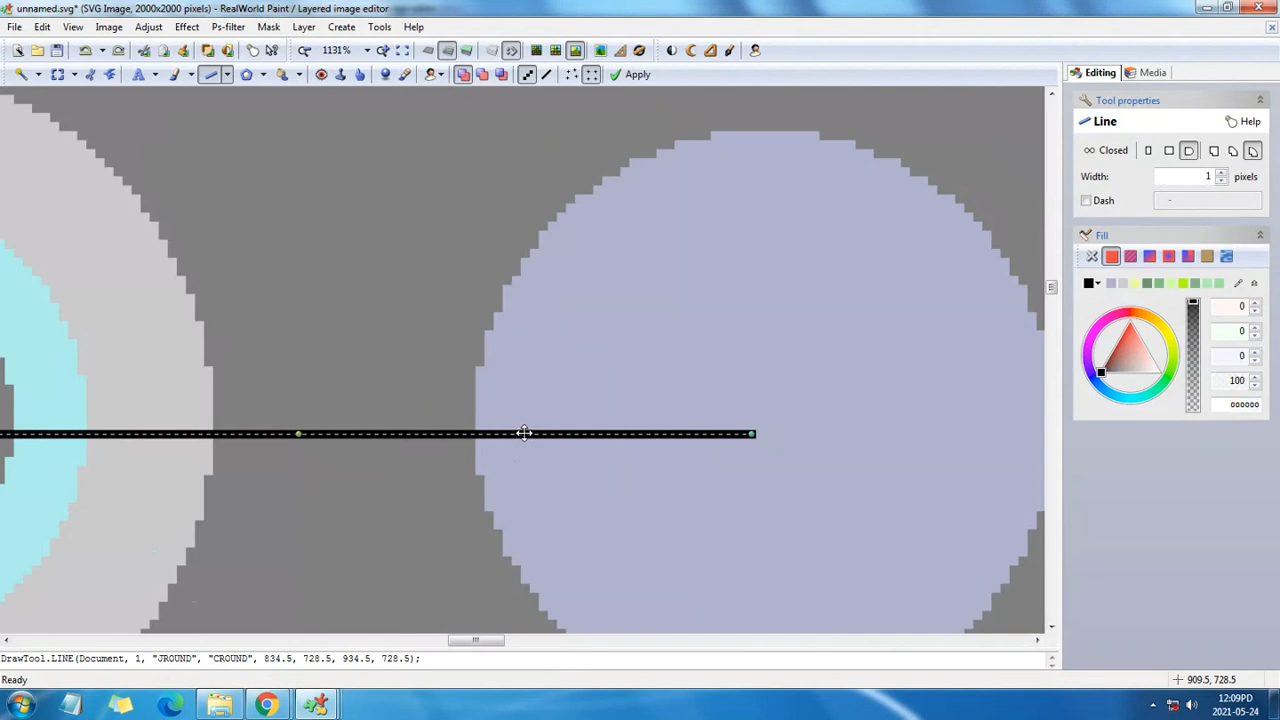 unnamed.svg* (SVG Image, 2000x2000 pixels) - RealWorld Paint / Layered image editor
File Edit View Image Adjust Effect Ps-filter Mask Layer Create Tools Help
1131%
Apply
Editing Media
Tool properties
Line Help
Closed
Width: 1 pixels
Dash -
Fill
0
0
0
100
000000
DrawTool.LINE(Document, 1, "JROUND", "CROUND", 834.5, 728.5, 934.5, 728.5);
Ready 909.5, 728.5
12:09PD
2021-05-24